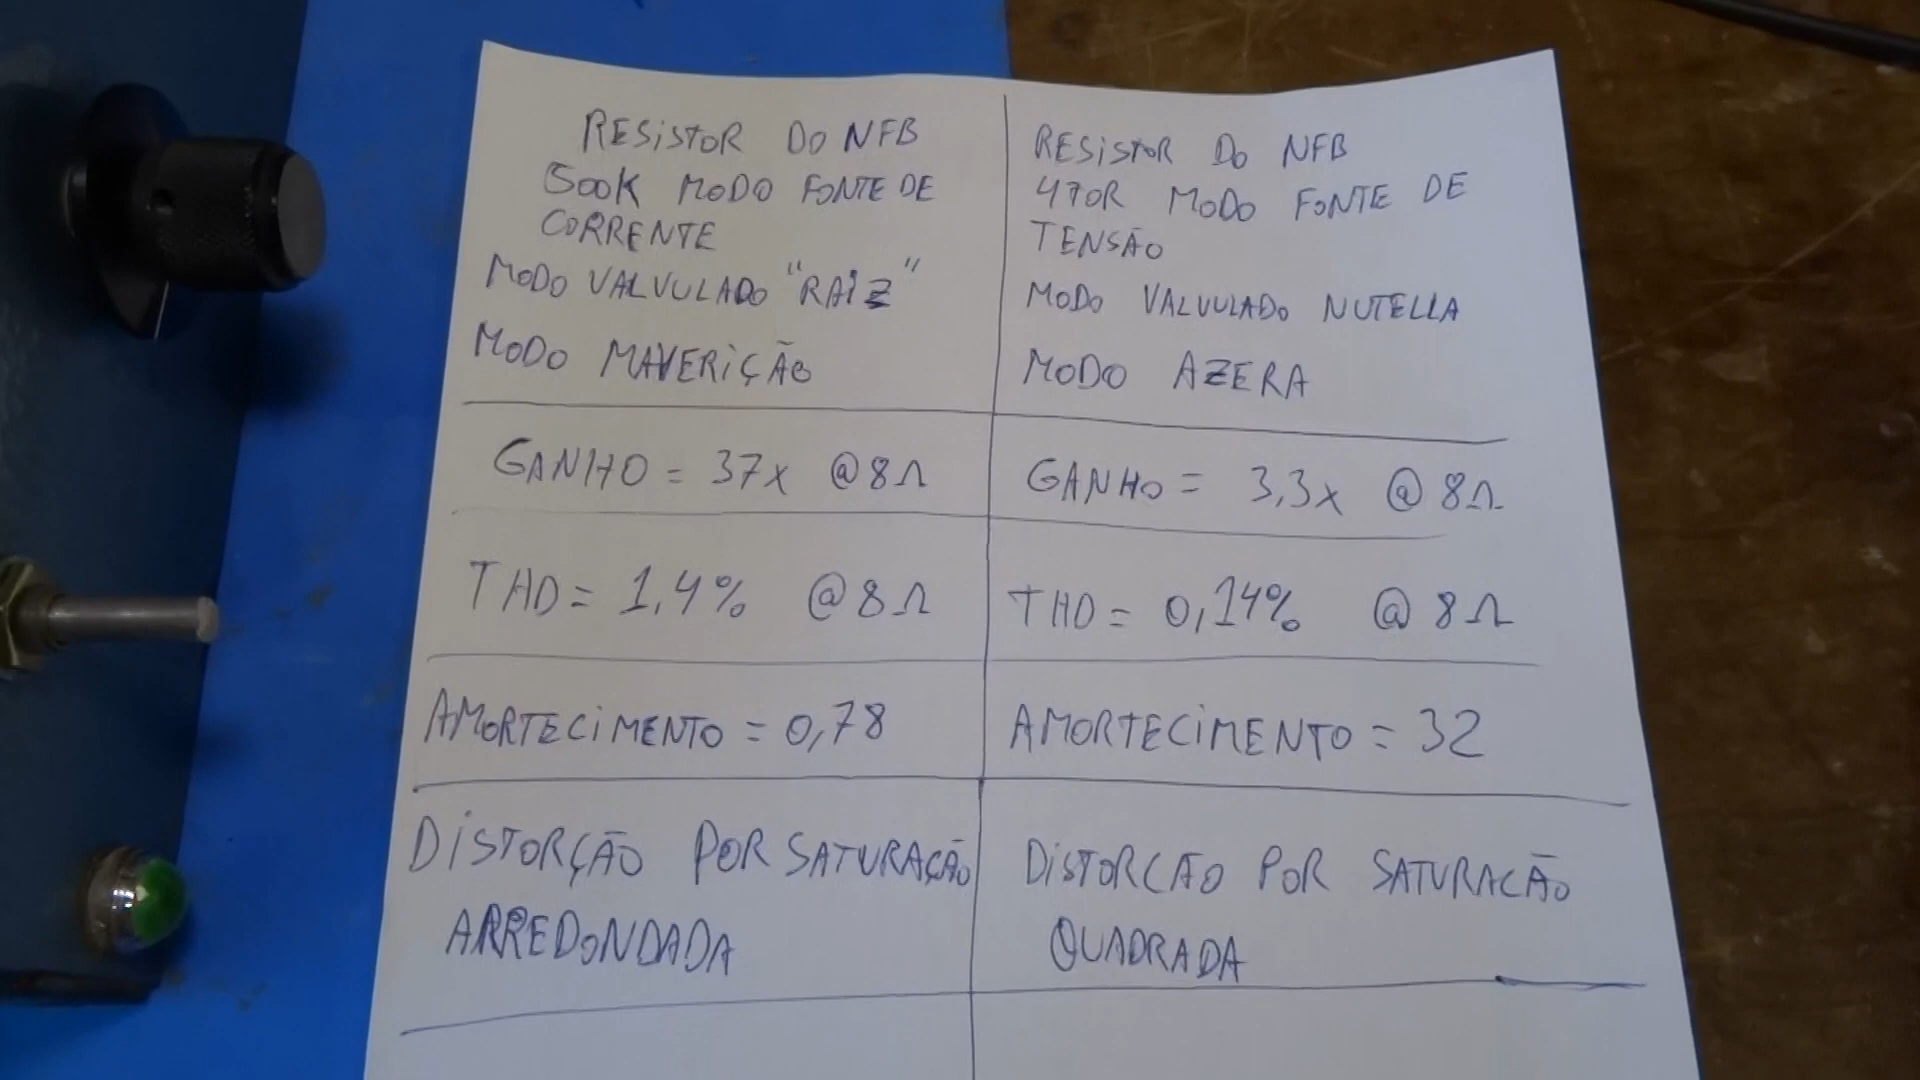 RESISTOR DO NFB
500K MODO FONTE DE
CORRENTE
MODO VALVULADO "RAIZ"
MODO MAVERIÇÃO
GANHO = 37x @ 8Ω
THD = 1,4% @ 8Ω
AMORTECIMENTO = 0,78
DISTORÇÃO POR SATURAÇÃO
ARREDONDADA
RESISTOR DO NFB
470R MODO FONTE DE
TENSÃO
MODO VALVULADO NUTELLA
MODO AZERA
GANHO = 3,3x @ 8Ω
THD = 0,14% @ 8Ω
AMORTECIMENTO = 32
DISTORCÃO POR SATURACÃO
QUADRADA